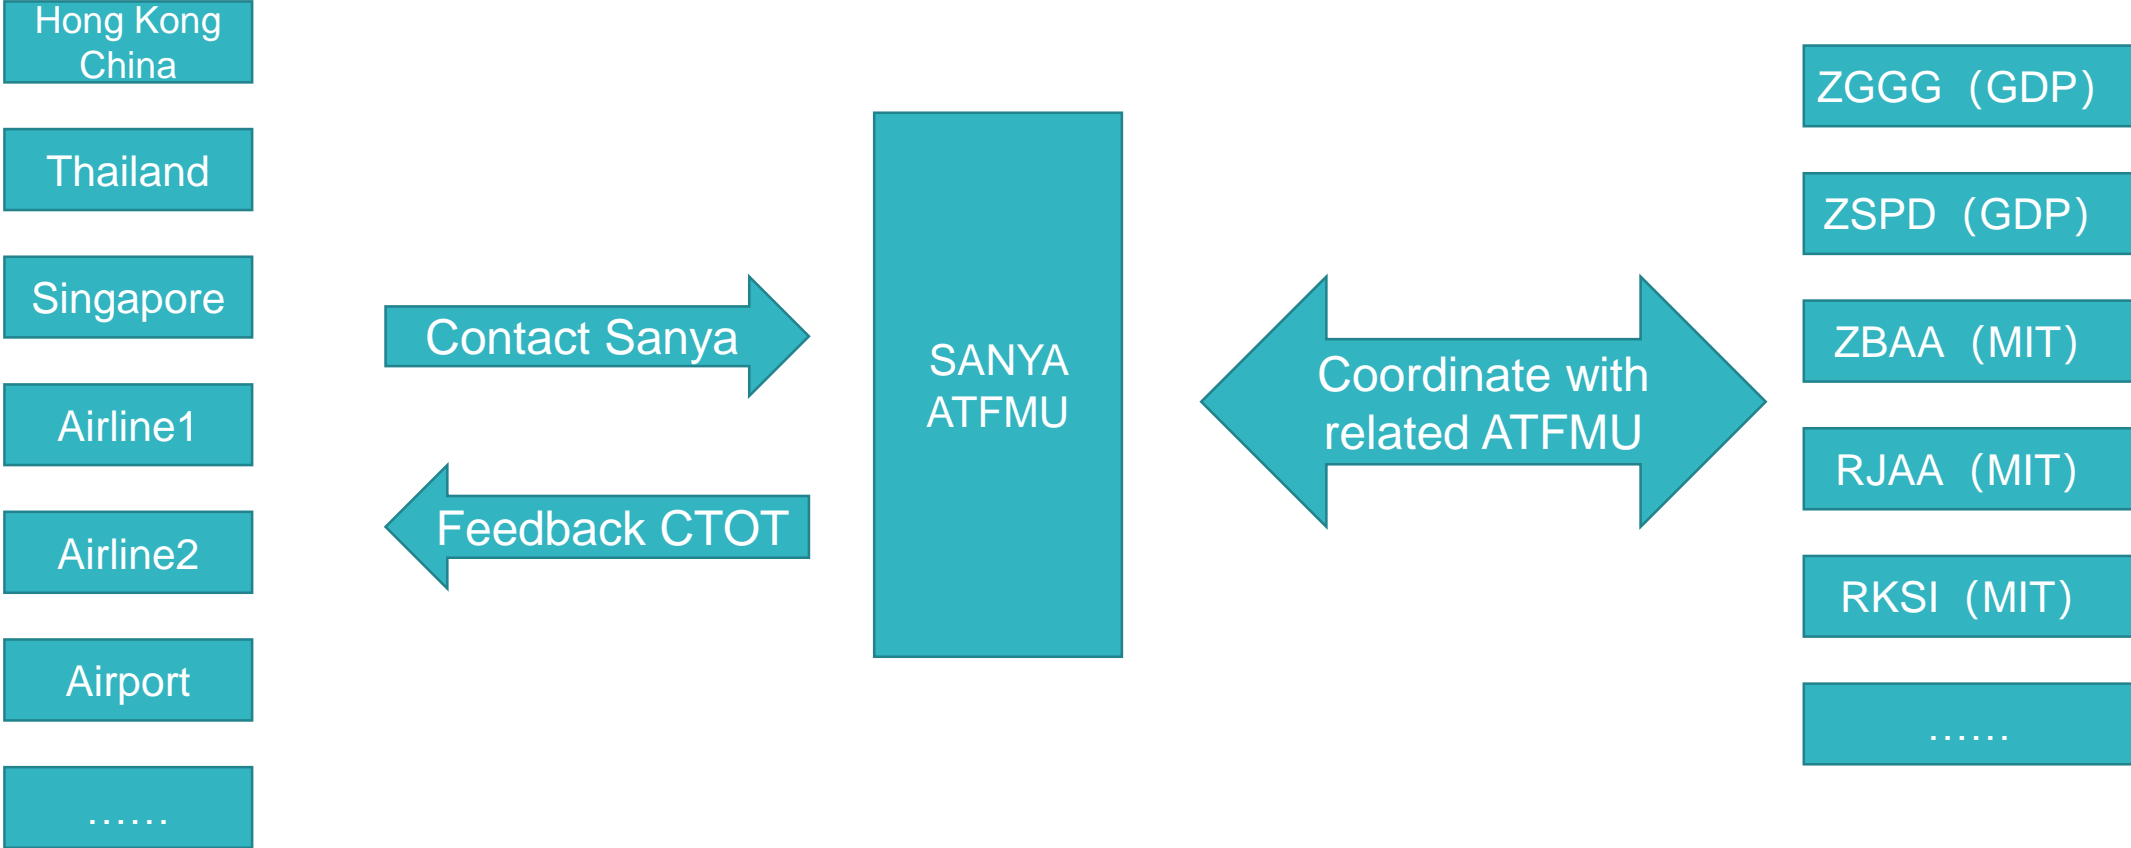 Hong Kong
China
Thailand
Singapore
Airline1
Airline2
Airport
……
Contact Sanya
Feedback CTOT
SANYA
ATFMU
Coordinate with
related ATFMU
ZGGG（GDP）
ZSPD（GDP）
ZBAA（MIT）
RJAA（MIT）
RKSI（MIT）
……